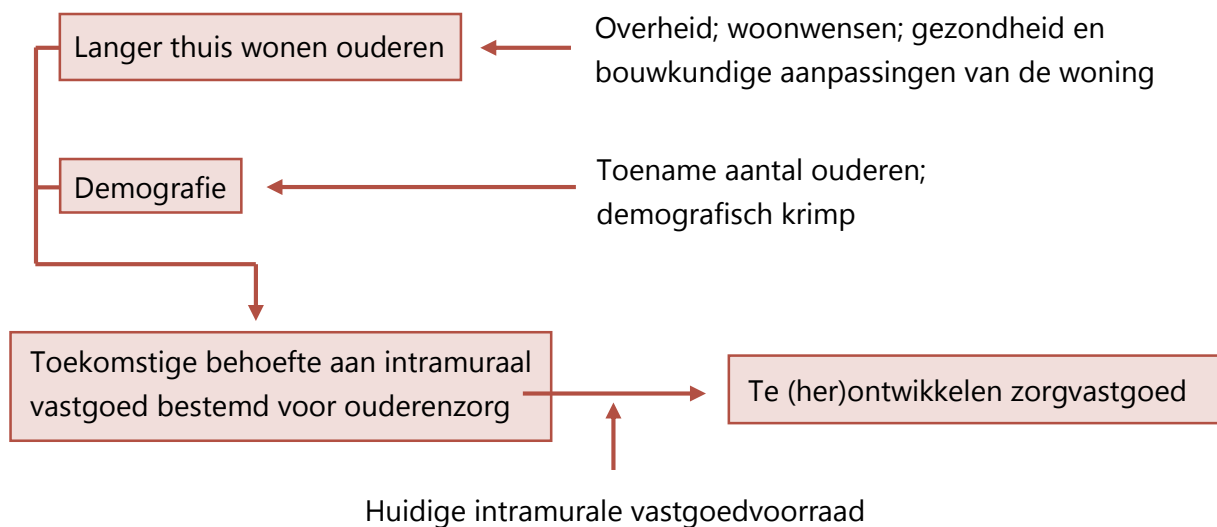 Langer thuis wonen ouderen
Overheid; woonwensen; gezondheid en
bouwkundige aanpassingen van de woning
Demografie
Toename aantal ouderen;
demografisch krimp
Toekomstige behoefte aan intramuraal
vastgoed bestemd voor ouderenzorg
Te (her)ontwikkelen zorgvastgoed
Huidige intramurale vastgoedvoorraad